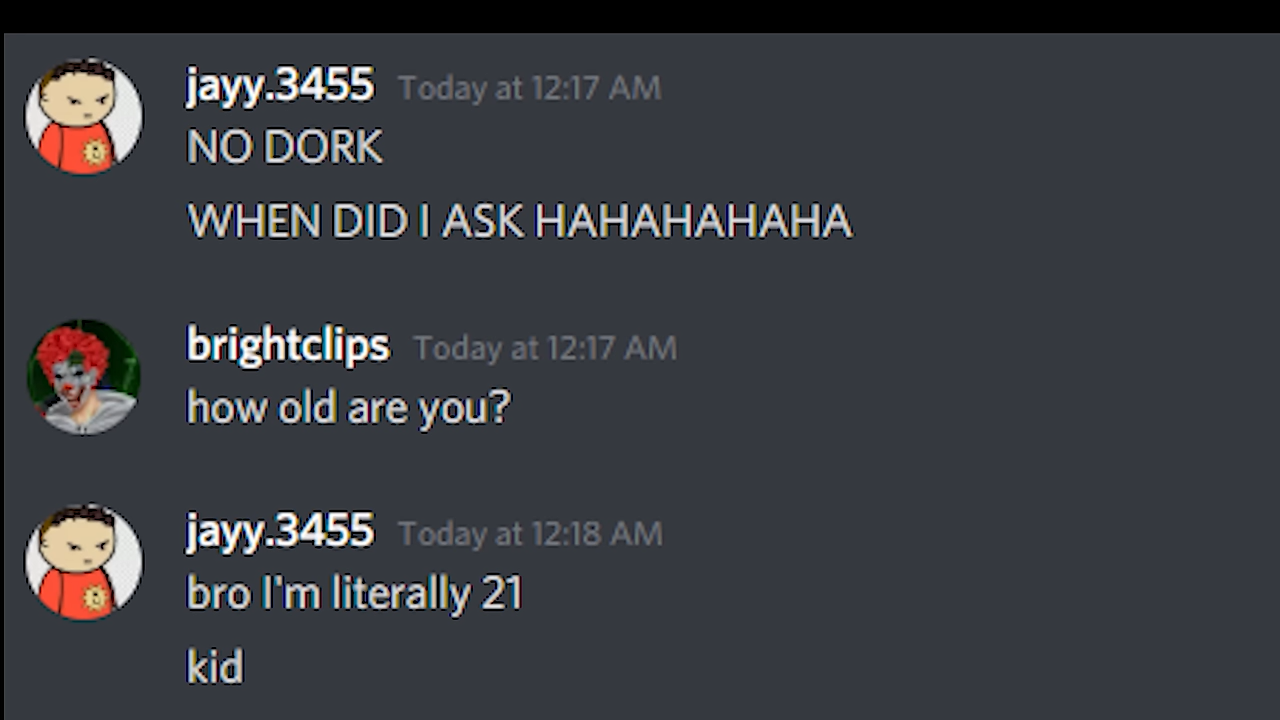 jayy.3455 Today at 12:17 AM
NO DORK
WHEN DID I ASK HAHAHAHAHA
brightclips Today at 12:17 AM
how old are you?
jayy.3455 Today at 12:18 AM
bro I'm literally 21
kid